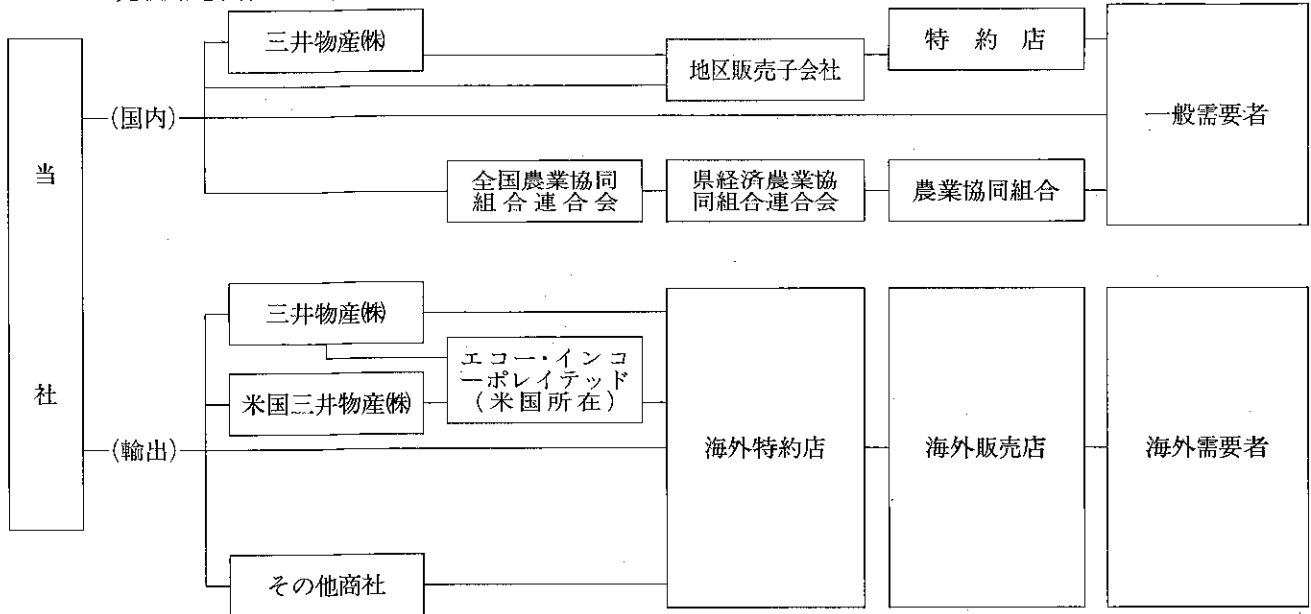 三井物産㈱
特約店
地区販売子会社
(国内)
一般需要者
当社
全国農業協同
組合連合会
県経済農業協
同組合連合会
農業協同組合
三井物産㈱
エコー・インコ
ーポレイテッド
(米国所在)
米国三井物産㈱
(輸出)
海外特約店
海外販売店
海外需要者
その他商社